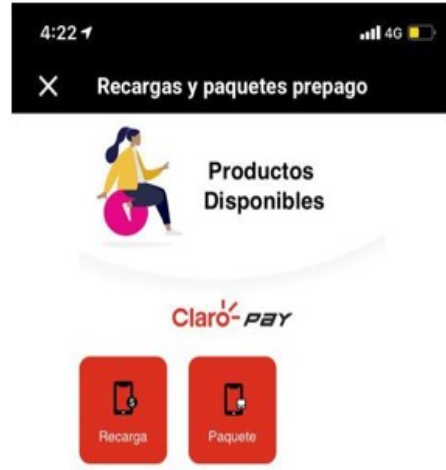 4:22 4G
Recargas y paquetes prepago
Productos
Disponibles
Claro-pay
Recarga
Paquete